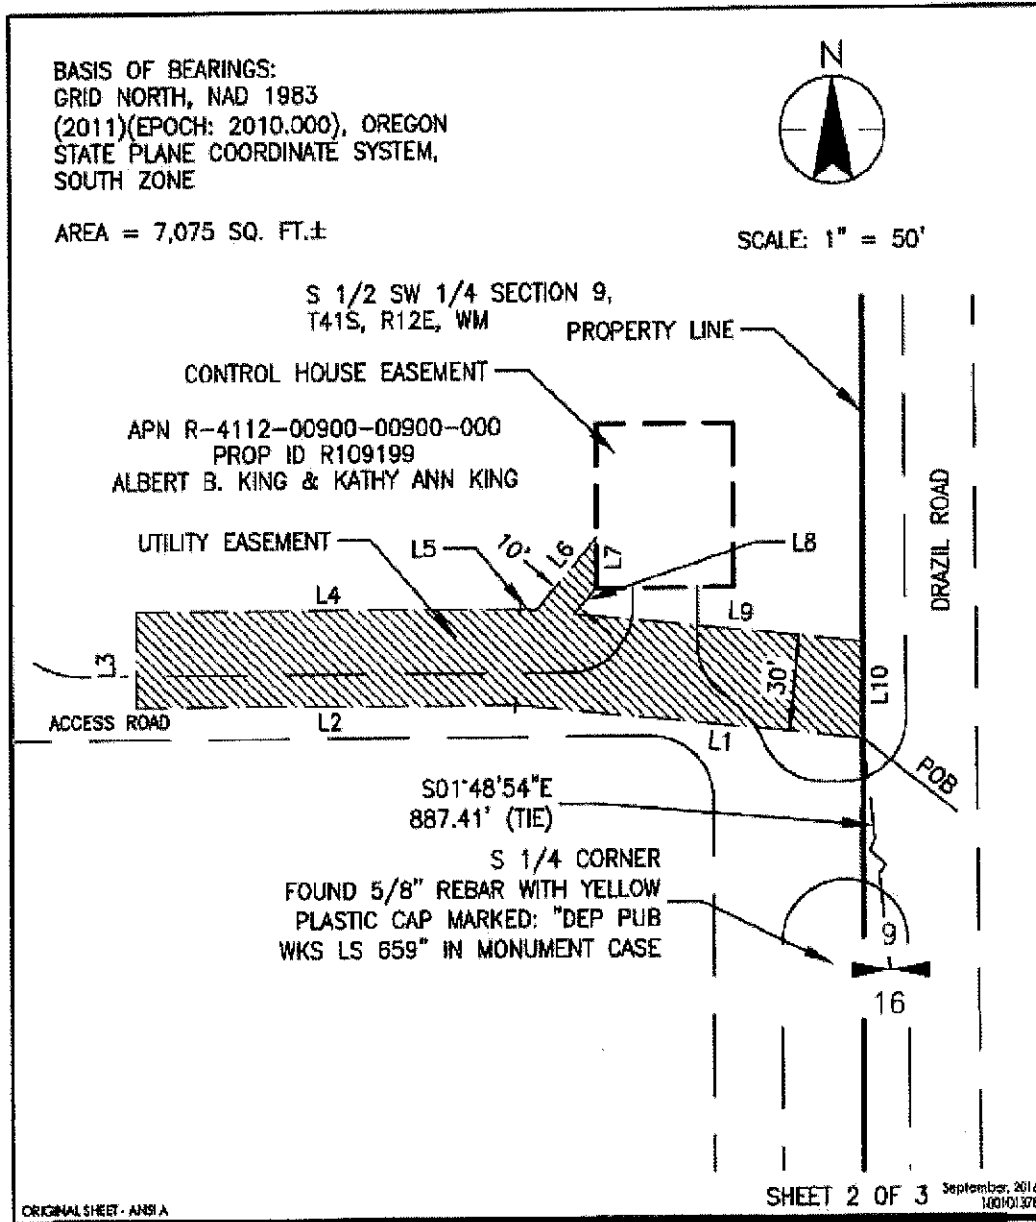 BASIS OF BEARINGS:
GRID NORTH, NAD 1983
(2011)(EPOCH: 2010.000), OREGON
STATE PLANE COORDINATE SYSTEM,
SOUTH ZONE
AREA = 7,075 SQ. FT.±
N
SCALE: 1" = 50'
S 1/2 SW 1/4 SECTION 9,
T41S, R12E, WM
PROPERTY LINE
CONTROL HOUSE EASEMENT
APN R-4112-00900-00900-000
PROP ID R109199
ALBERT B. KING & KATHY ANN KING
DRAZIL ROAD
UTILITY EASEMENT
L5
10'
L6
L7
L8
L4
L9
L3
30'
L10
ACCESS ROAD
L2
L1
POB
S01°48'54"E
887.41' (TIE)
S 1/4 CORNER
FOUND 5/8" REBAR WITH YELLOW
PLASTIC CAP MARKED: "DEP PUB
WKS LS 659" IN MONUMENT CASE
9
16
SHEET 2 OF 3
September, 2016
ORIGINAL SHEET - ANSI A